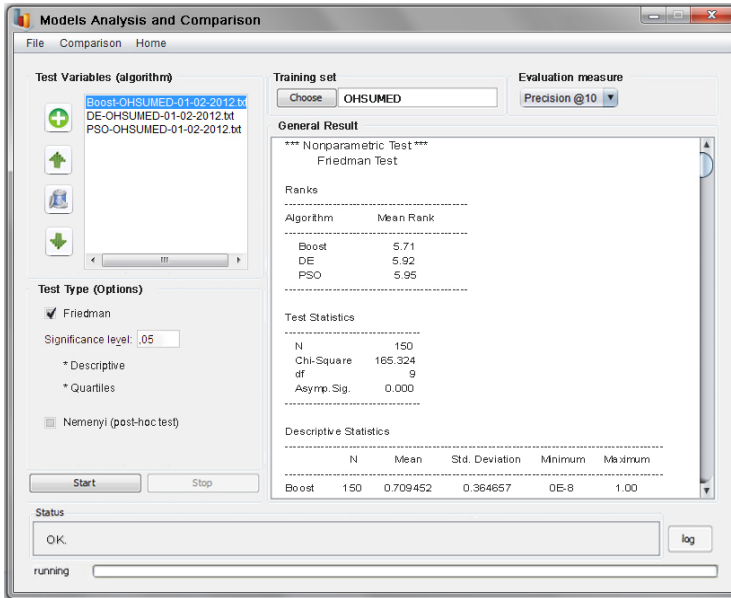 Models Analysis and Comparison
File Comparison Home
Test Variables (algorithm)
Boost-OHSUMED-01-02-2012.txt
DE-OHSUMED-01-02-2012.txt
PSO-OHSUMED-01-02-2012.txt
Training set
Choose OHSUMED
Evaluation measure
Precision @10
General Result
*** Nonparametric Test ***
Friedman Test
Ranks
--------------------------------------------------
Algorithm Mean Rank
--------------------------------------------------
Boost 5.71
DE 5.92
PSO 5.95
--------------------------------------------------
Test Statistics
-------------------------------------
N 150
Chi-Square 165.324
df 9
Asymp.Sig. 0.000
-------------------------------------
Descriptive Statistics
--------------------------------------------------------------------------------------------------------
N Mean Std. Deviation Minimum Maximum
--------------------------------------------------------------------------------------------------------
Boost 150 0.709452 0.364657 0E-8 1.00
Test Type (Options)
Friedman
Significance level: ,05
* Descriptive
* Quartiles
Nemenyi (post-hoc test)
Start Stop
Status
OK.
log
running